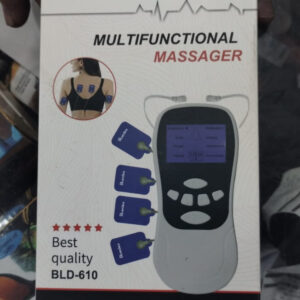 MULTIFUNCTIONAL
MASSAGER
Best
quality
BLD-610